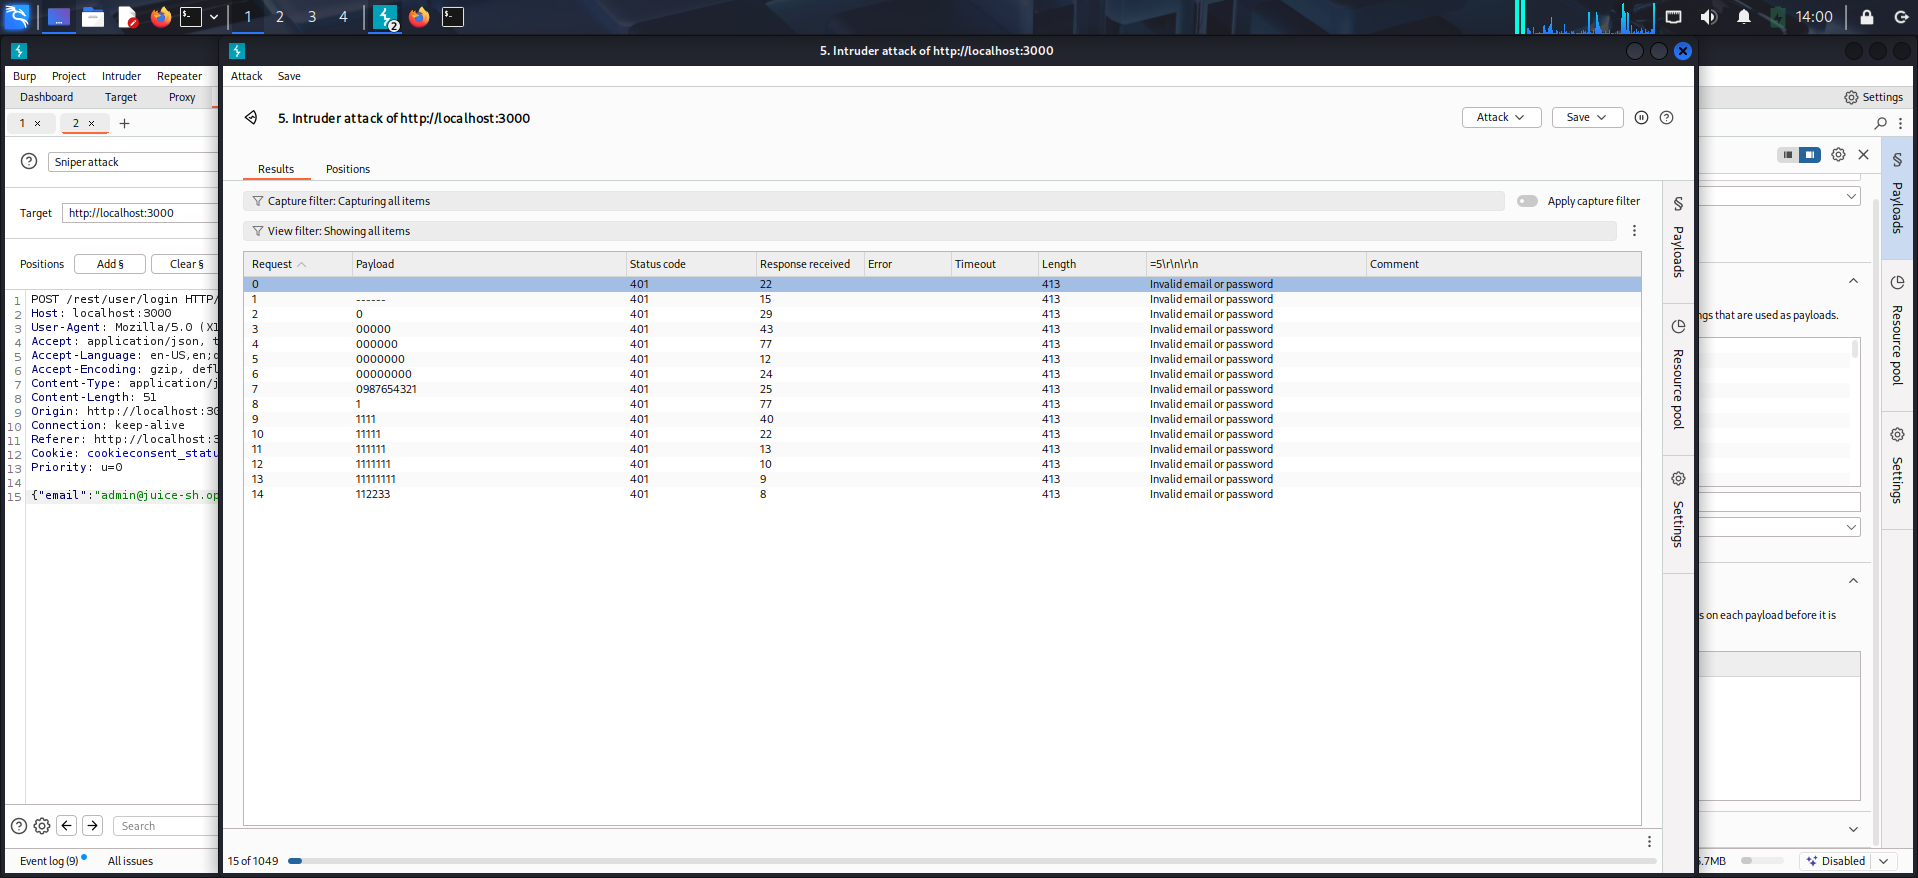 1 2 3 4 2 14:00
5. Intruder attack of http://localhost:3000
Burp Project Intruder Repeater
Attack Save
Dashboard Target Proxy
Settings
1 × 2 × +
5. Intruder attack of http://localhost:3000
Attack Save
Sniper attack
Results Positions
Target http://localhost:3000
Capture filter: Capturing all items Apply capture filter
View filter: Showing all items
Positions Add § Clear §
Request Payload Status code Response received Error Timeout Length =5\r\n\r\n Comment
0 401 22 413 Invalid email or password
1 ------ 401 15 413 Invalid email or password
2 0 401 29 413 Invalid email or password
3 00000 401 43 413 Invalid email or password
4 000000 401 77 413 Invalid email or password
5 0000000 401 12 413 Invalid email or password
6 00000000 401 24 413 Invalid email or password
7 0987654321 401 25 413 Invalid email or password
8 1 401 77 413 Invalid email or password
9 1111 401 40 413 Invalid email or password
10 11111 401 22 413 Invalid email or password
11 111111 401 13 413 Invalid email or password
12 1111111 401 10 413 Invalid email or password
13 11111111 401 9 413 Invalid email or password
14 112233 401 8 413 Invalid email or password
1 POST /rest/user/login HTTP/
2 Host: localhost:3000
3 User-Agent: Mozilla/5.0 (X1
4 Accept: application/json, t
5 Accept-Language: en-US,en;q
6 Accept-Encoding: gzip, defl
7 Content-Type: application/j
8 Content-Length: 51
9 Origin: http://localhost:30
10 Connection: keep-alive
11 Referer: http://localhost:3
12 Cookie: cookieconsent_statu
13 Priority: u=0
14
15 {"email":"admin@juice-sh.op
§ Payloads
Resource pool
Settings
§ Payloads
Resource pool
Settings
ngs that are used as payloads.
s on each payload before it is
Search
15 of 1049
Event log (9) All issues
5.7MB Disabled